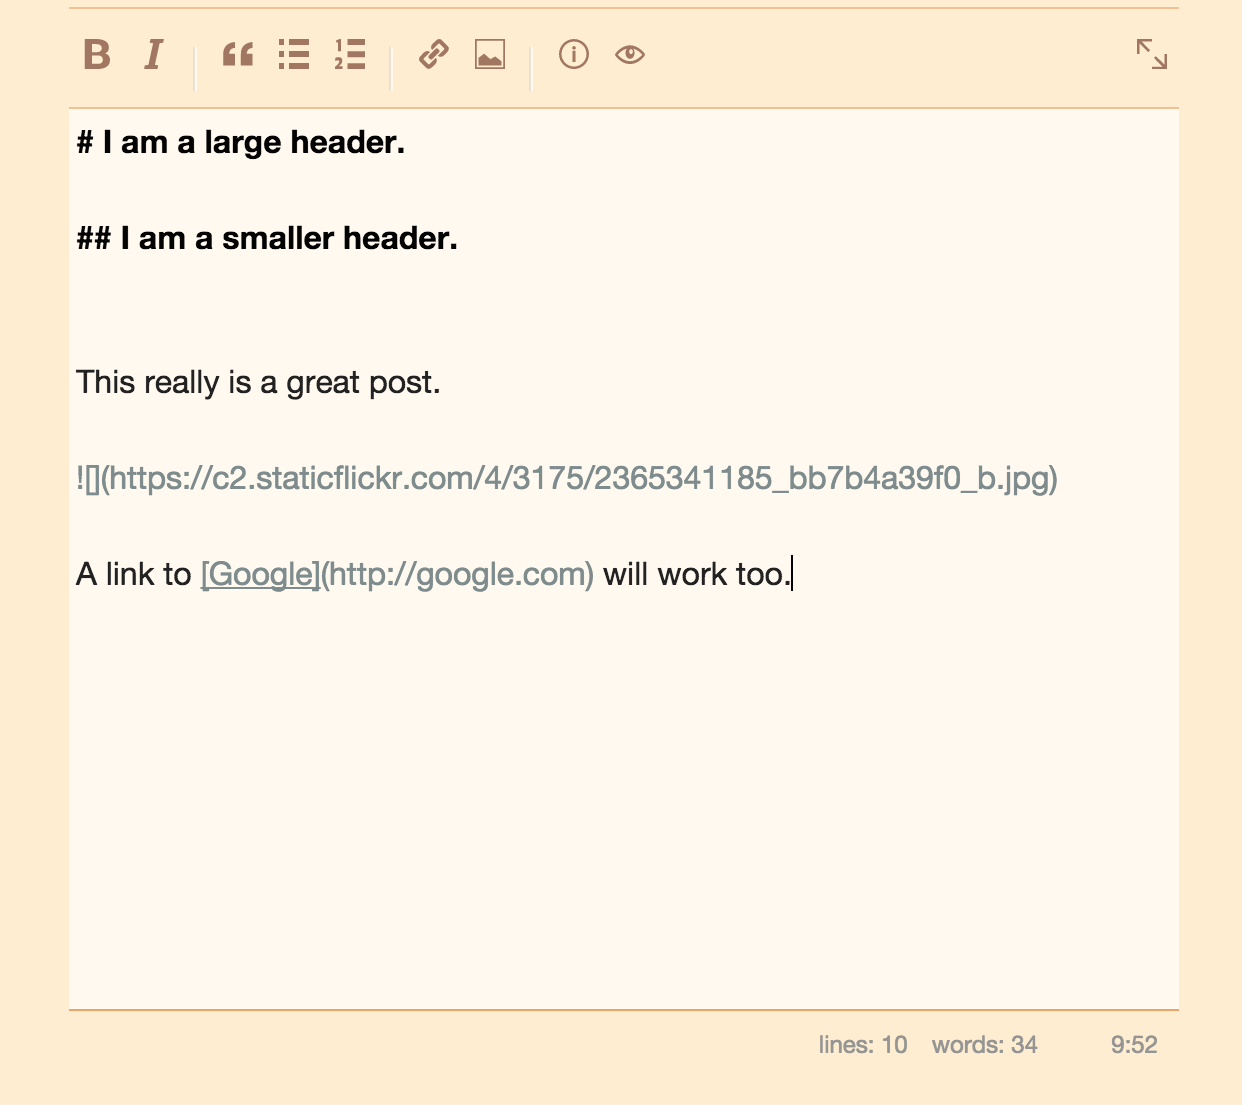 B I
# I am a large header.
## I am a smaller header.
This really is a great post.
![](https://c2.staticflickr.com/4/3175/2365341185_bb7b4a39f0_b.jpg)
A link to [Google](http://google.com) will work too.
lines: 10 words: 34 9:52